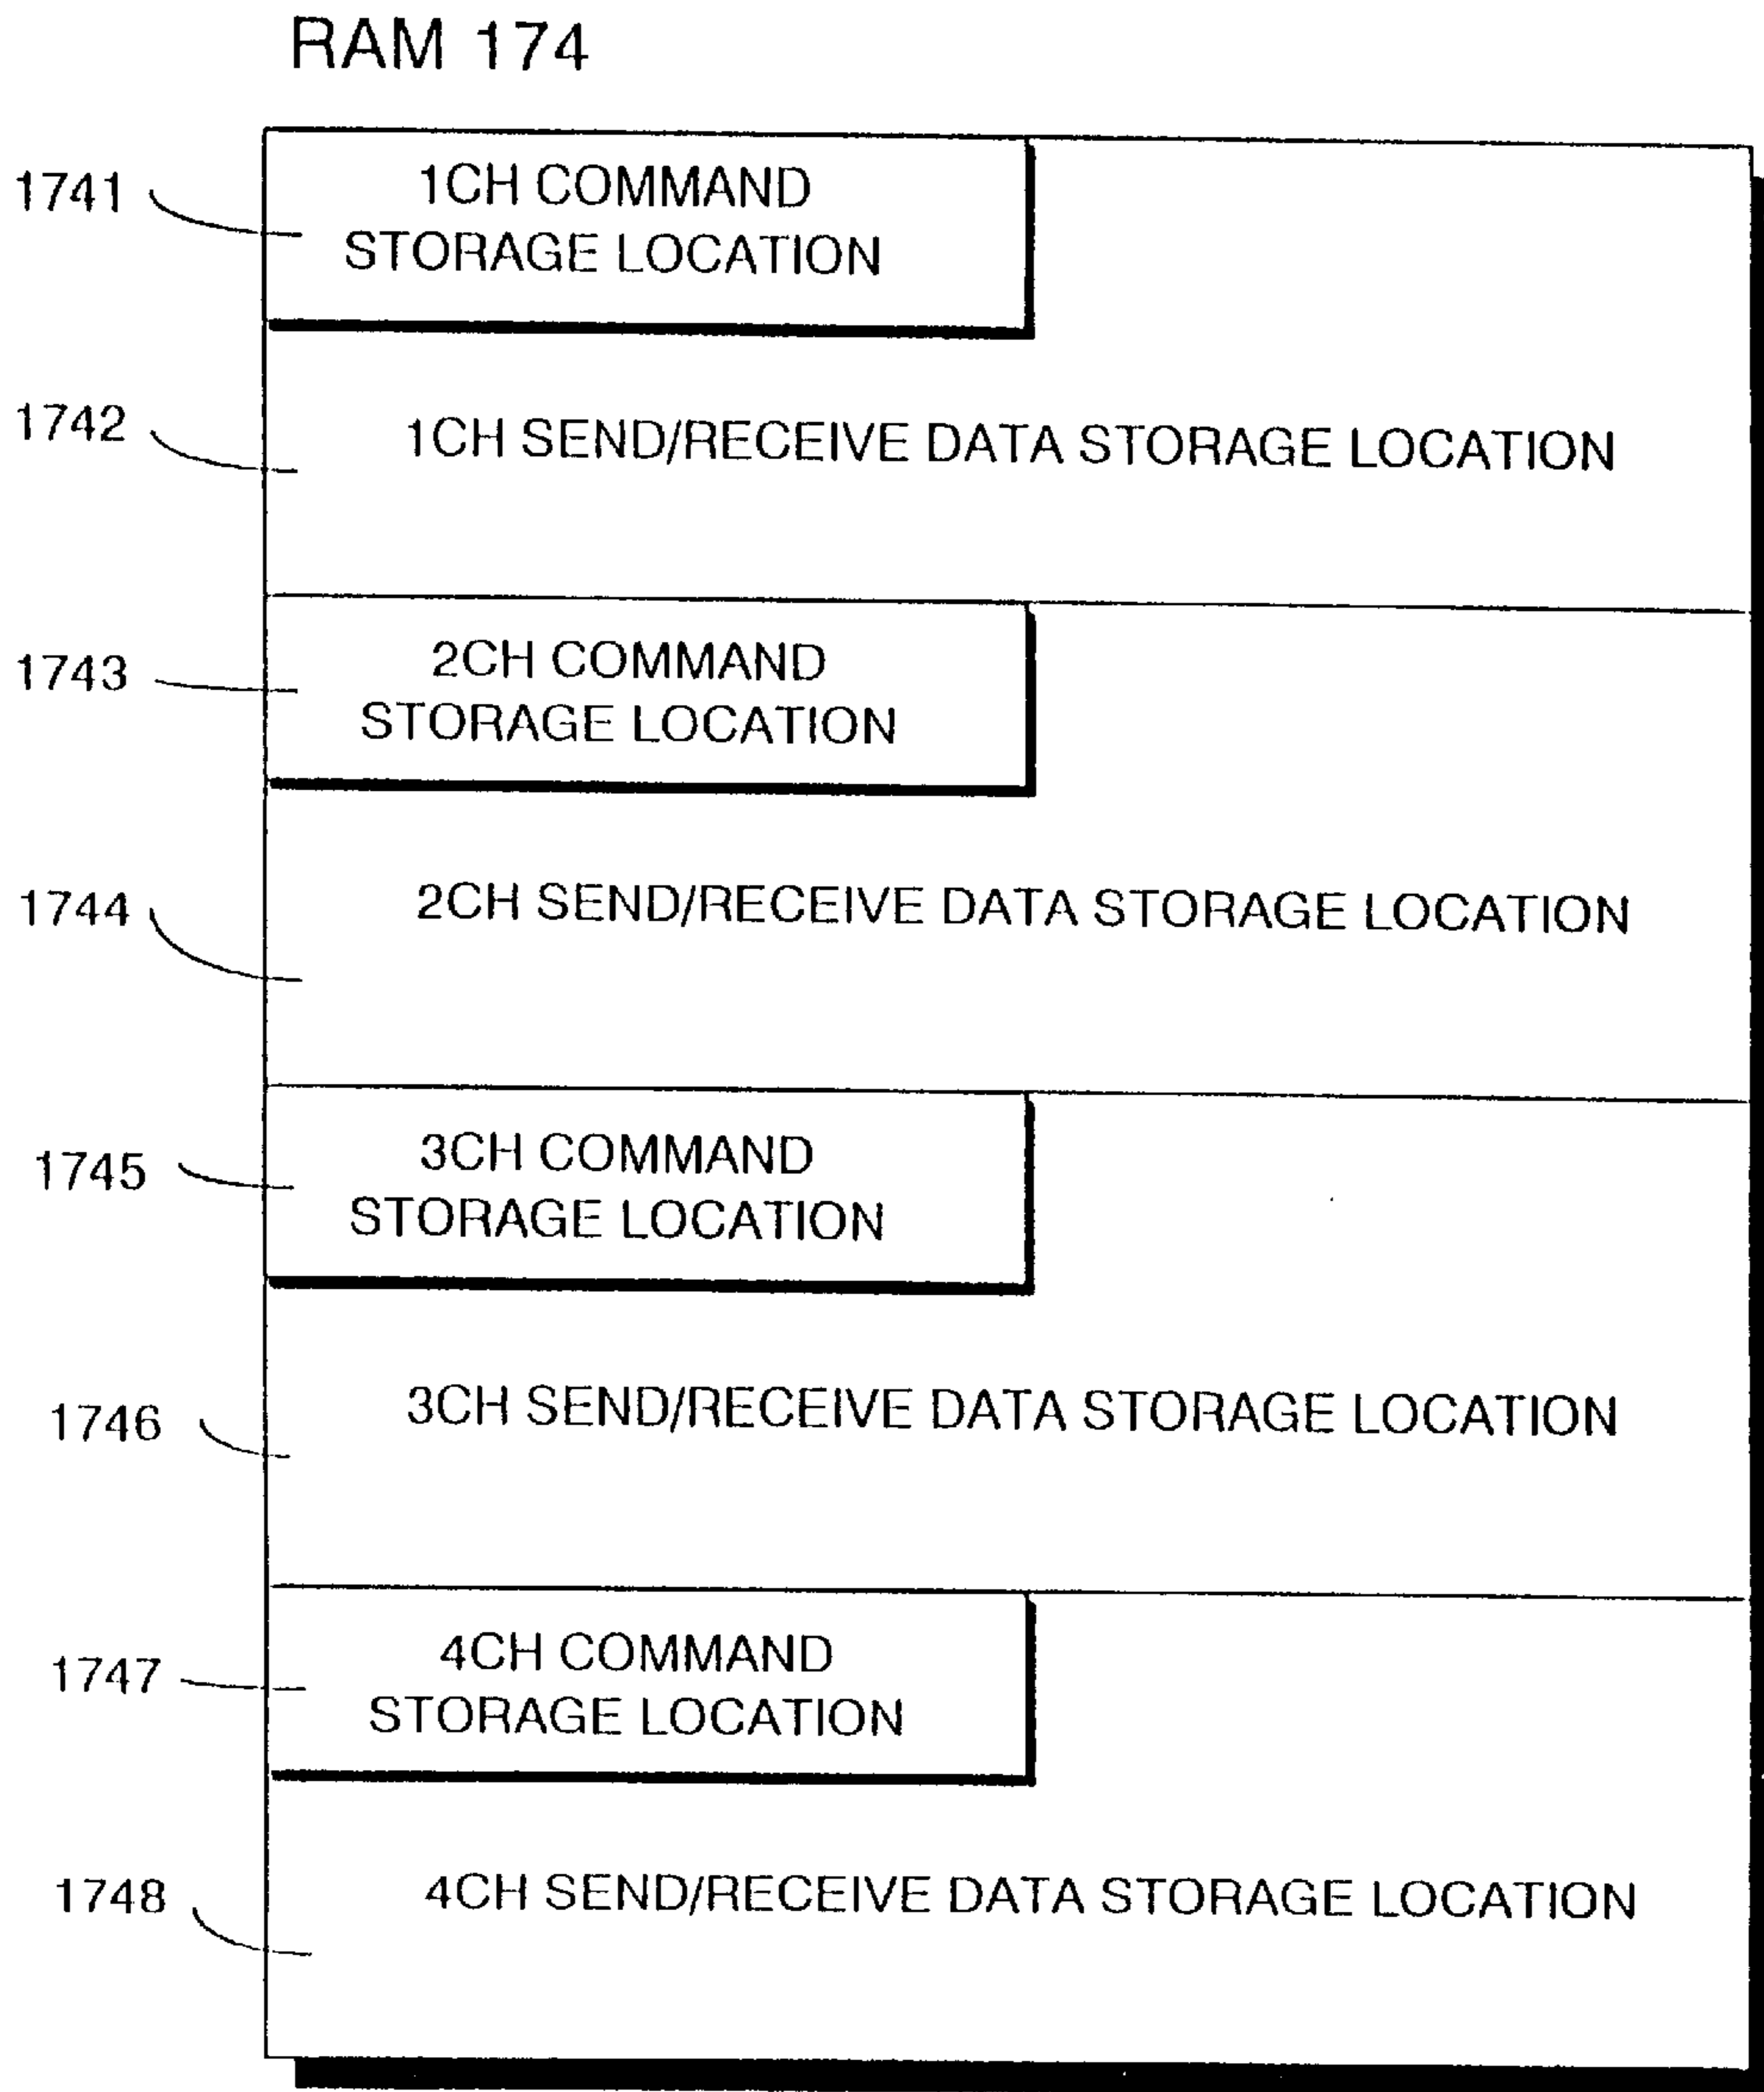 RAM 174
1741
1CH COMMAND
STORAGE LOCATION
1742
1CH SEND/RECEIVE DATA STORAGE LOCATION
1743
2CH COMMAND
STORAGE LOCATION
1744
2CH SEND/RECEIVE DATA STORAGE LOCATION
1745
3CH COMMAND
STORAGE LOCATION
1746
3CH SEND/RECEIVE DATA STORAGE LOCATION
1747
4CH COMMAND
STORAGE LOCATION
1748
4CH SEND/RECEIVE DATA STORAGE LOCATION